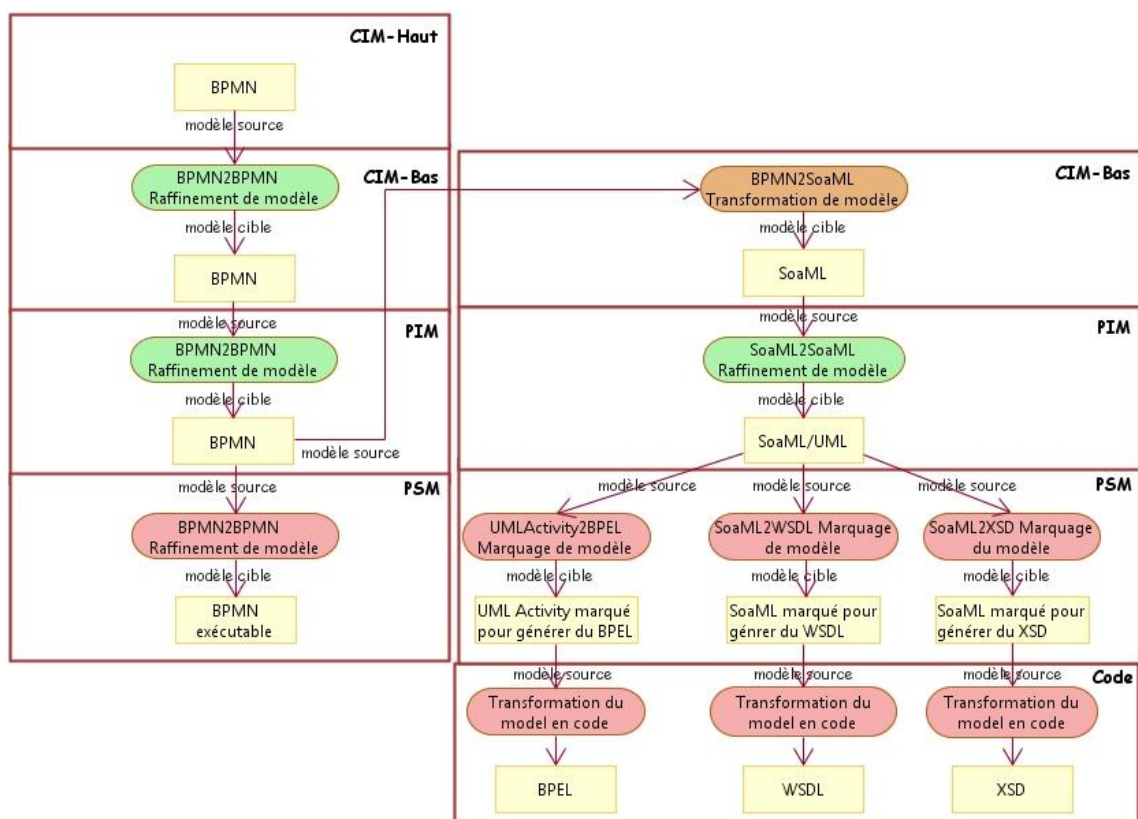 CIM-Haut
BPMN
modèle source
BPMN2BPMN
Raffinement de modèle
CIM-Bas
modèle cible
BPMN
modèle source
PIM
BPMN2BPMN
Raffinement de modèle
modèle cible
BPMN
modèle source
modèle source
PSM
BPMN2BPMN
Raffinement de modèle
modèle cible
BPMN
exécutable
CIM-Bas
BPMN2SoaML
Transformation de modèle
modèle cible
SoaML
modèle source
PIM
SoaML2SoaML
Raffinement de modèle
modèle cible
SoaML/UML
modèle source
modèle source
modèle source
PSM
UMLActivity2BPEL
Marquage de modèle
SoaML2WSDL Marquage
de modèle
SoaML2XSD Marquage
du modèle
modèle cible
modèle cible
modèle cible
UML Activity marqué
pour générer du BPEL
SoaML marqué pour
génrer du WSDL
SoaML marqué pour
générer du XSD
modèle source
modèle source
modèle source
Code
Transformation du
model en code
Transformation du
model en code
Transformation du
model en code
BPEL
WSDL
XSD